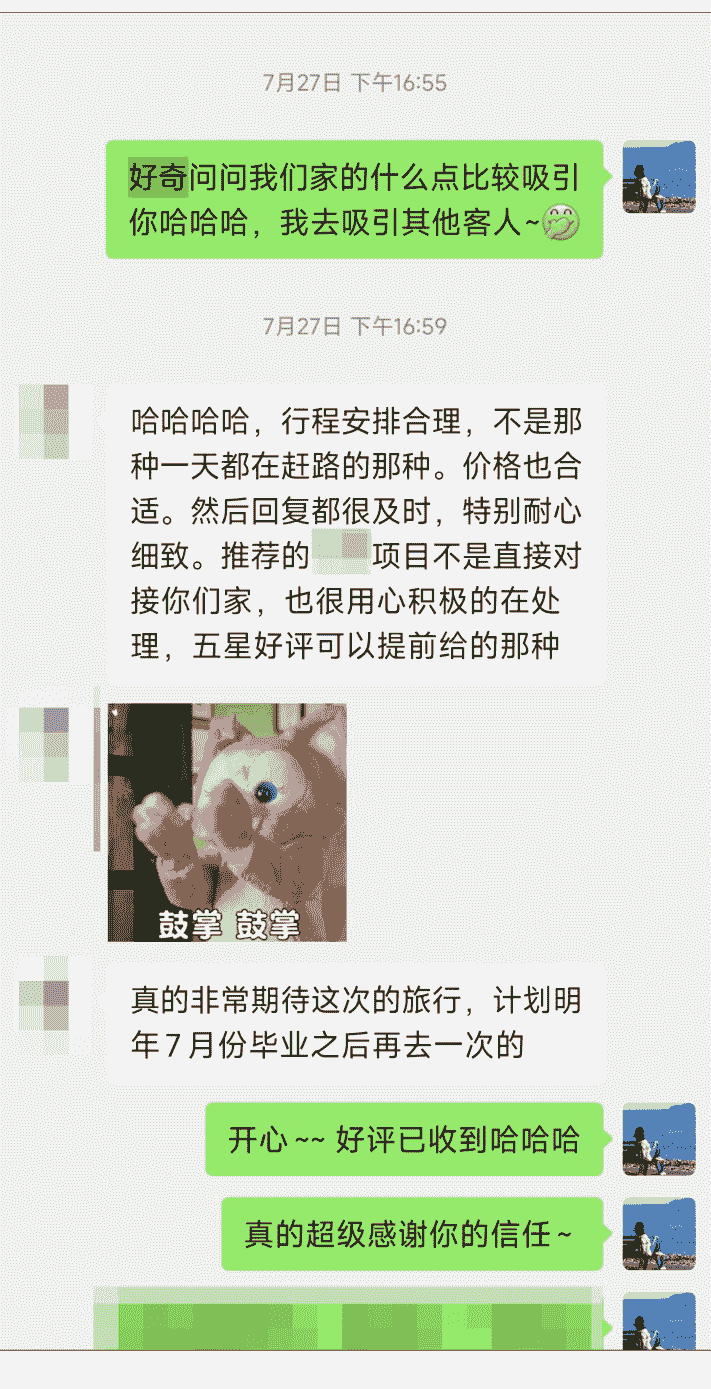 7月27日 下午16:55
好奇问问我们家的什么点比较吸引
你哈哈哈，我去吸引其他客人~
7月27日 下午16:59
哈哈哈哈，行程安排合理，不是那
种一天都在赶路的那种。价格也合
适。然后回复都很及时，特别耐心
细致。推荐的项目不是直接对
接你们家，也很用心积极的在处
理，五星好评可以提前给的那种
鼓掌 鼓掌
真的非常期待这次的旅行，计划明
年7月份毕业之后再去一次的
开心~~ 好评已收到哈哈哈
真的超级感谢你的信任~